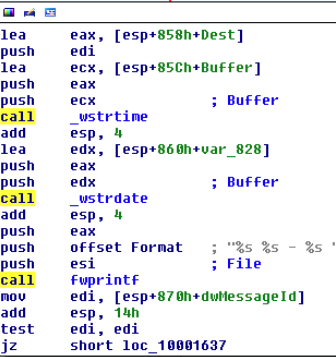 lea eax, [esp+858h+Dest]
push edi
lea ecx, [esp+85Ch+Buffer]
push eax
push ecx ; Buffer
call _wstrtime
add esp, 4
lea edx, [esp+860h+var_828]
push eax
push edx ; Buffer
call _wstrdate
add esp, 4
push eax
push offset Format ; "%s %s - %s "
push esi ; File
call fwprintf
mov edi, [esp+870h+dwMessageId]
add esp, 14h
test edi, edi
jz short loc_10001637